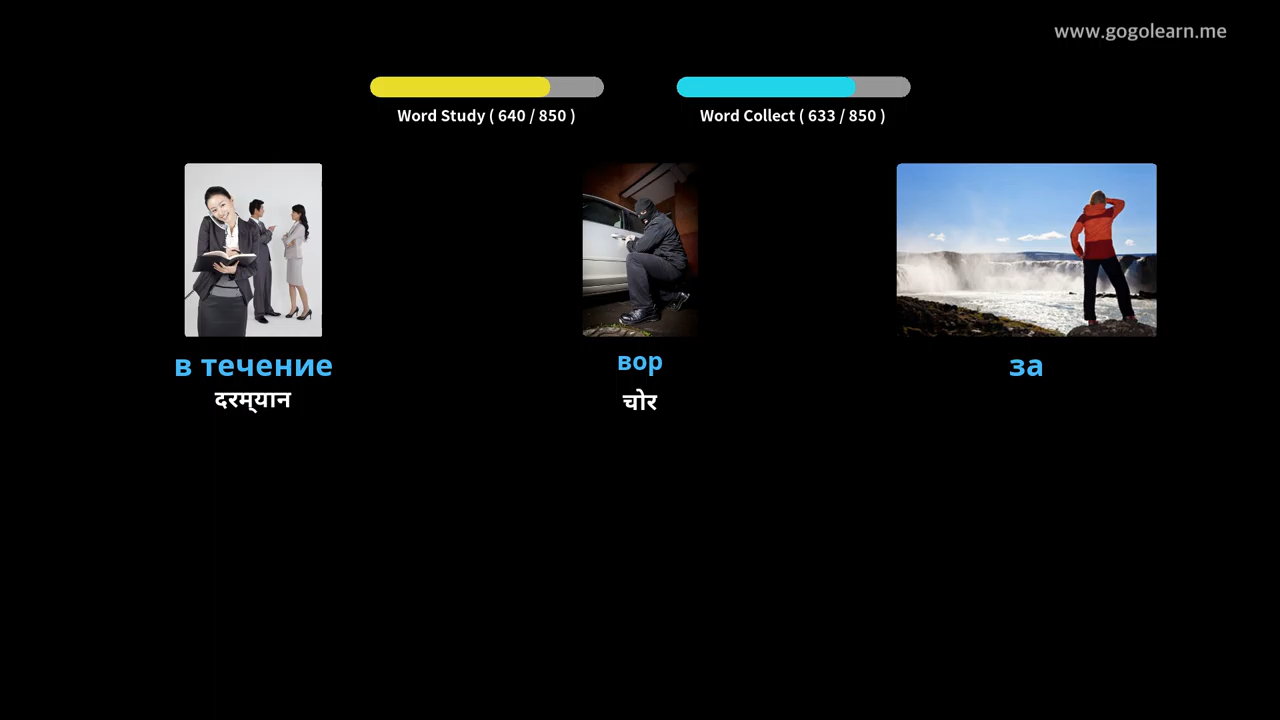 www.gogolearn.me
Word Study ( 640 / 850 )
Word Collect ( 633 / 850 )
в течение
दरम्‌यान
вор
चोर
за